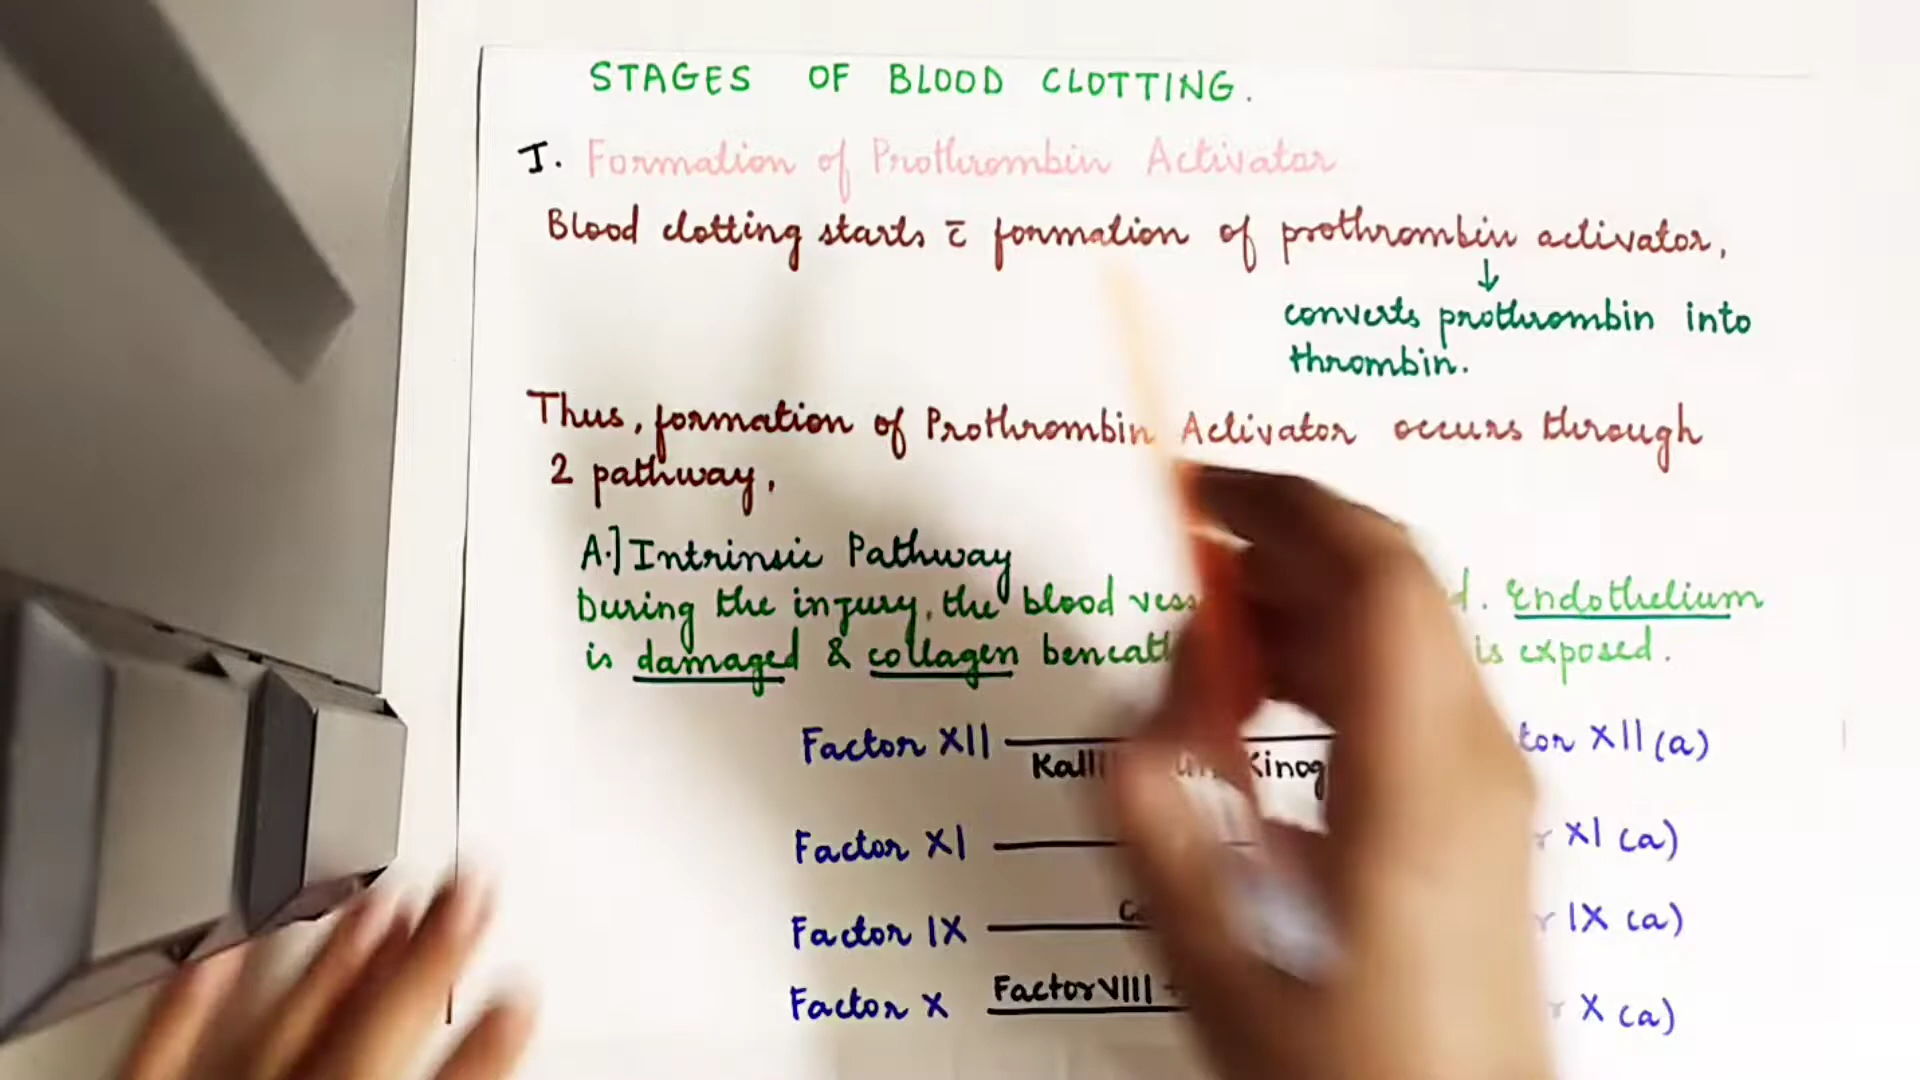 STAGES OF BLOOD CLOTTING.
I. Formation of Prothrombin Activator
Blood clotting starts c̄ formation of prothrombin activator,
↓
converts prothrombin into
thrombin.
Thus, formation of Prothrombin Activator occurs through
2 pathway,
A.] Intrinsic Pathway
During the injury, the blood Endothelium
is damaged & collagen is exposed.
Factor XII XII (a)
Factor XI XI (a)
Factor IX IX (a)
Factor VIII
Factor X X (a)